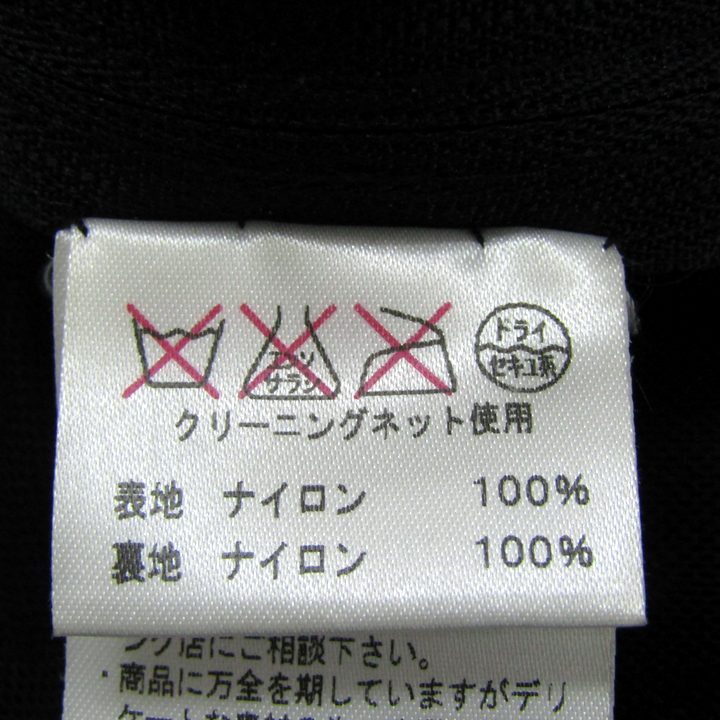 エンソ
サラシ
ドライ
セキユ系
クリーニングネット使用
表地 ナイロン 100%
裏地 ナイロン 100%
ング店にご相談下さい。
・商品に万全を期していますがデリ